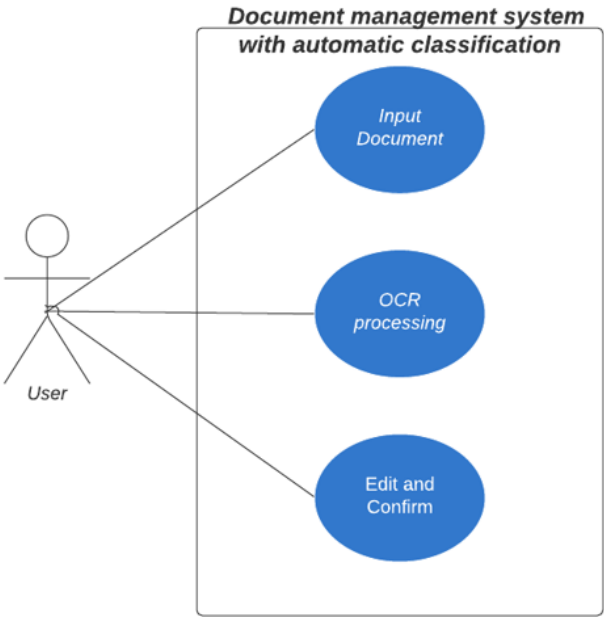 Document management system
with automatic classification
Input
Document
OCR
processing
User
Edit and
Confirm